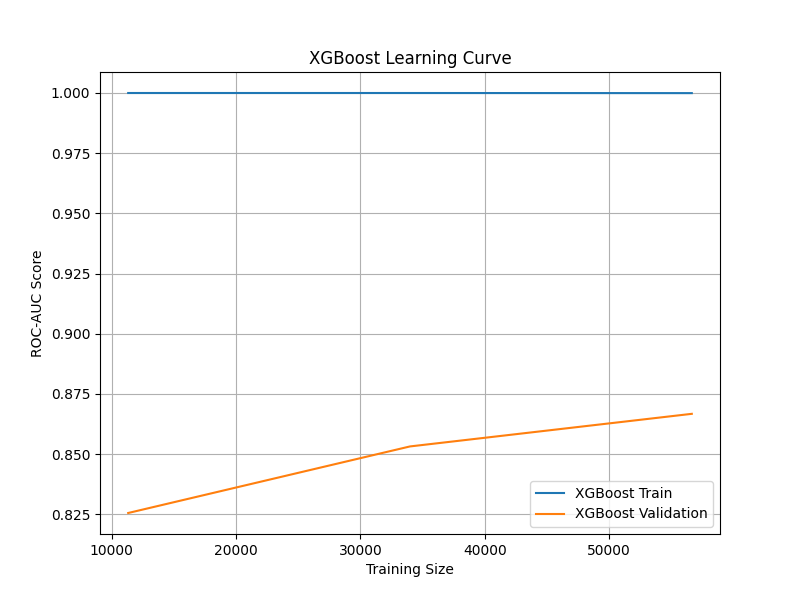 XGBoost Learning Curve
ROC-AUC Score
1.000
0.975
0.950
0.925
0.900
0.875
0.850
0.825
XGBoost Train
XGBoost Validation
10000 20000 30000 40000 50000
Training Size